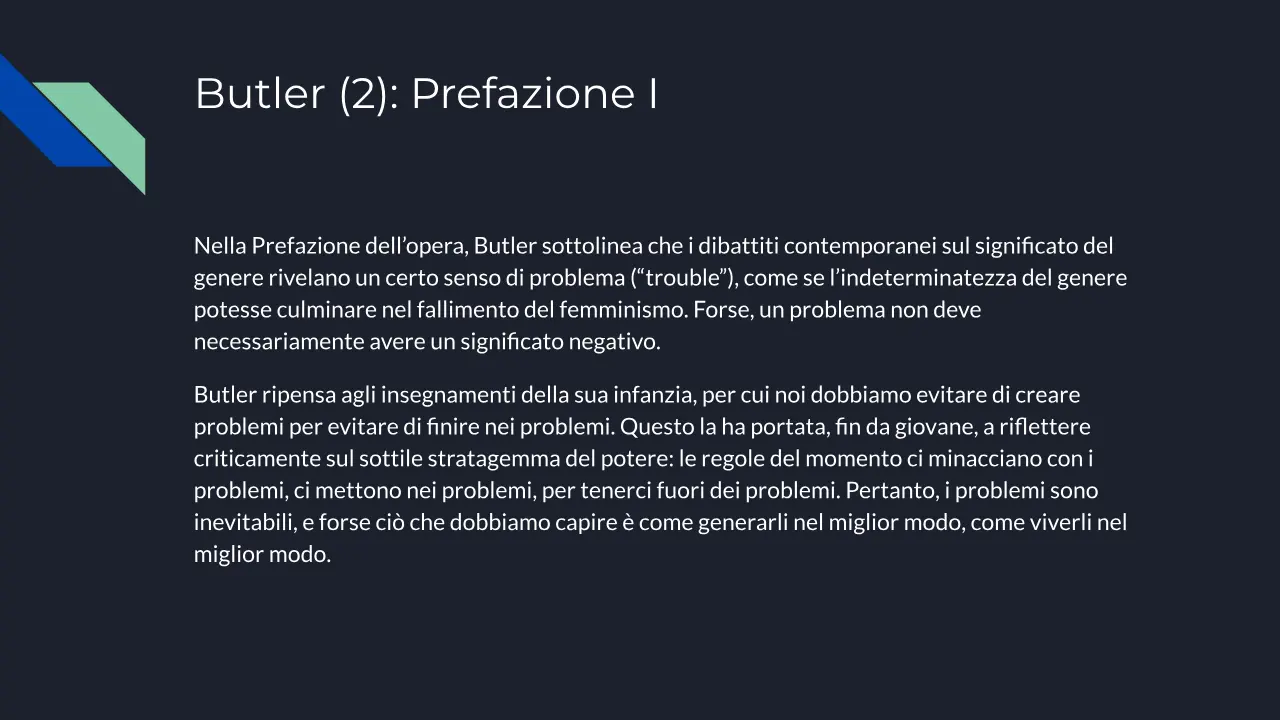 Butler (2): Prefazione I
Nella Prefazione dell’opera, Butler sottolinea che i dibattiti contemporanei sul significato del
genere rivelano un certo senso di problema (“trouble”), come se l’indeterminatezza del genere
potesse culminare nel fallimento del femminismo. Forse, un problema non deve
necessariamente avere un significato negativo.
Butler ripensa agli insegnamenti della sua infanzia, per cui noi dobbiamo evitare di creare
problemi per evitare di finire nei problemi. Questo la ha portata, fin da giovane, a riflettere
criticamente sul sottile stratagemma del potere: le regole del momento ci minacciano con i
problemi, ci mettono nei problemi, per tenerci fuori dei problemi. Pertanto, i problemi sono
inevitabili, e forse ciò che dobbiamo capire è come generarli nel miglior modo, come viverli nel
miglior modo.